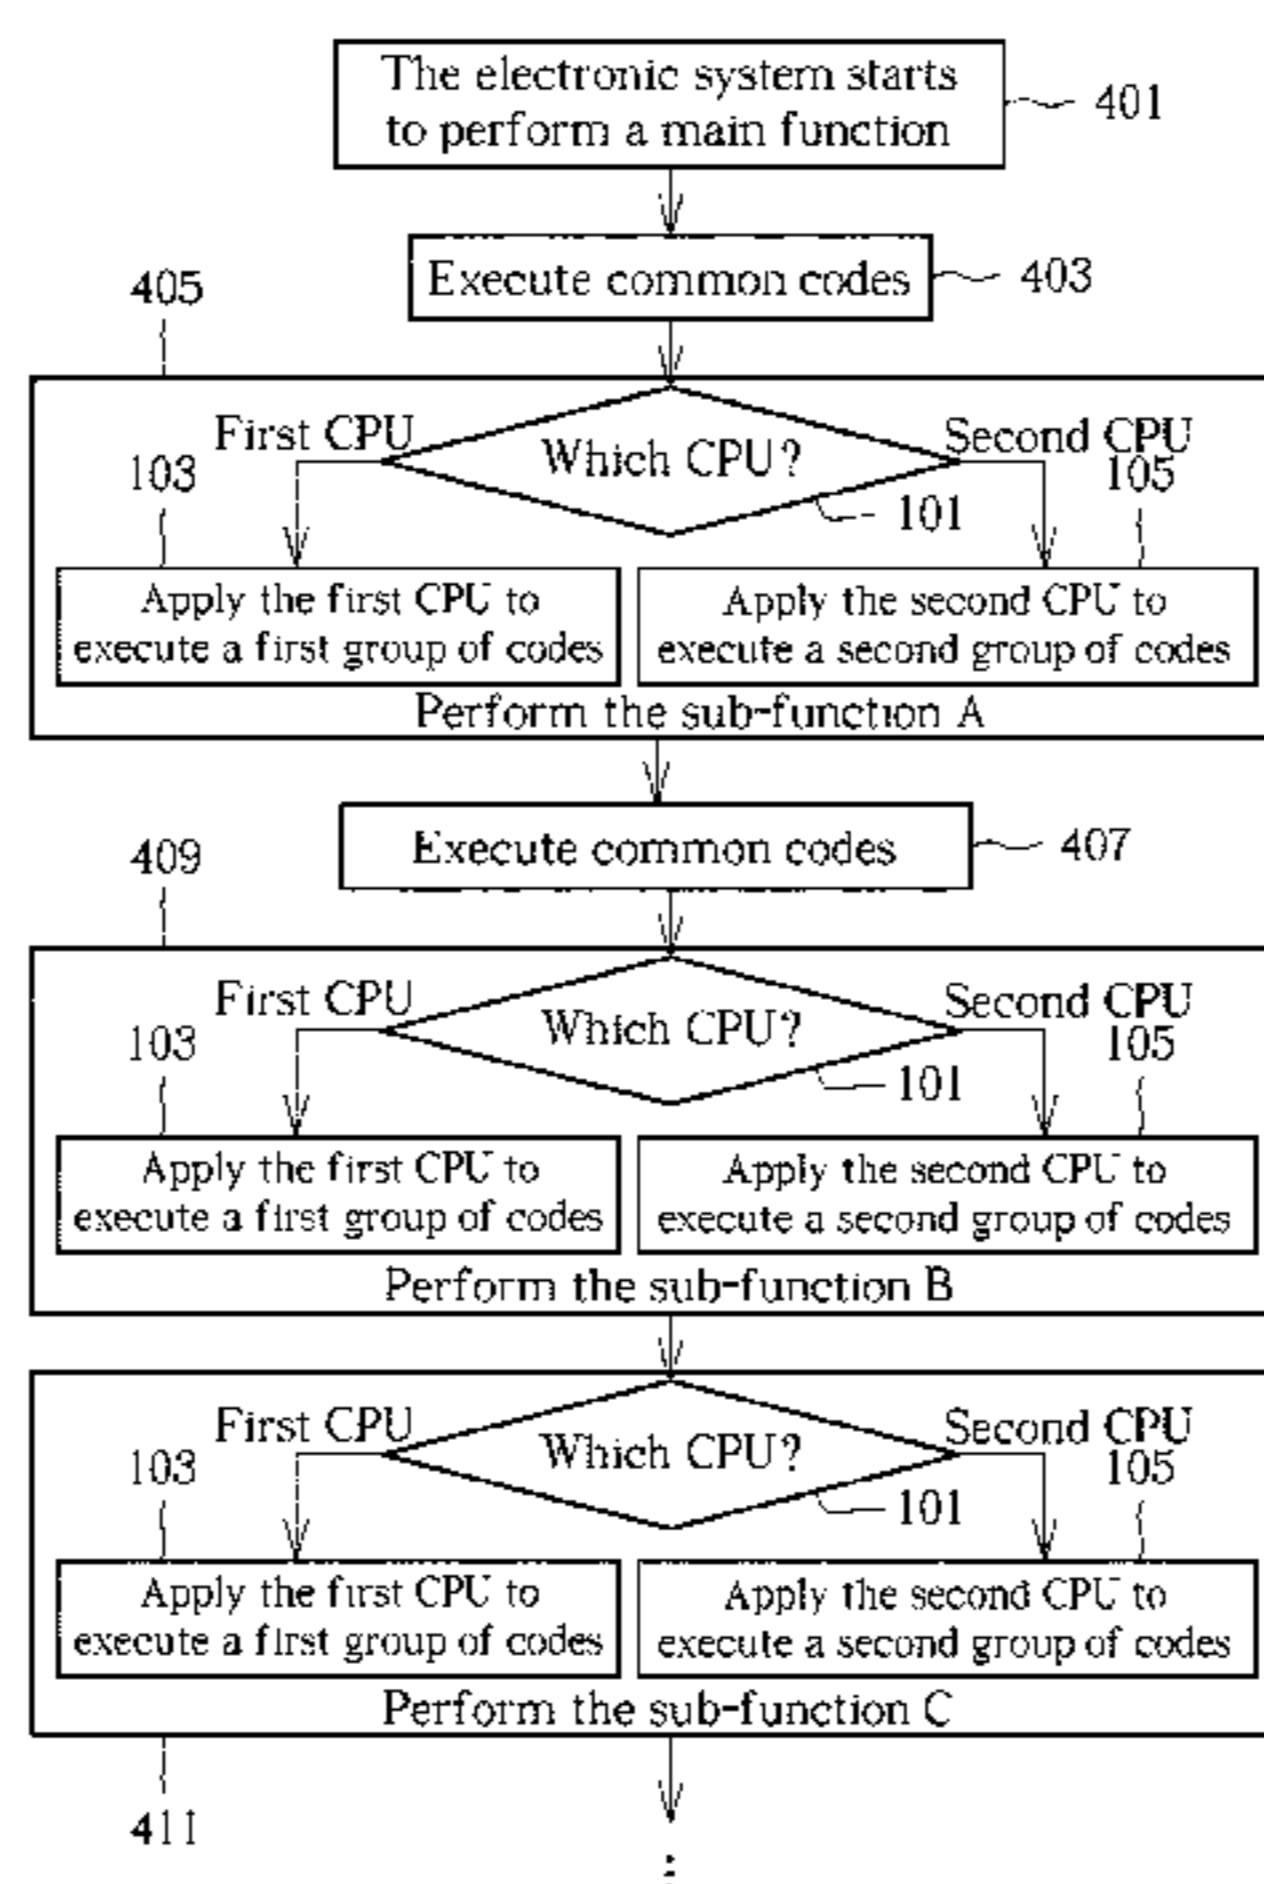 The electronic system starts
to perform a main function
401
Execute common codes
403
405
First CPU
Which CPU?
Second CPU
103
105
101
Apply the first CPU to
execute a first group of codes
Apply the second CPU to
execute a second group of codes
Perform the sub-function A
Execute common codes
407
409
First CPU
Which CPU?
Second CPU
103
105
101
Apply the first CPU to
execute a first group of codes
Apply the second CPU to
execute a second group of codes
Perform the sub-function B
First CPU
Which CPU?
Second CPU
103
105
101
Apply the first CPU to
execute a first group of codes
Apply the second CPU to
execute a second group of codes
Perform the sub-function C
411